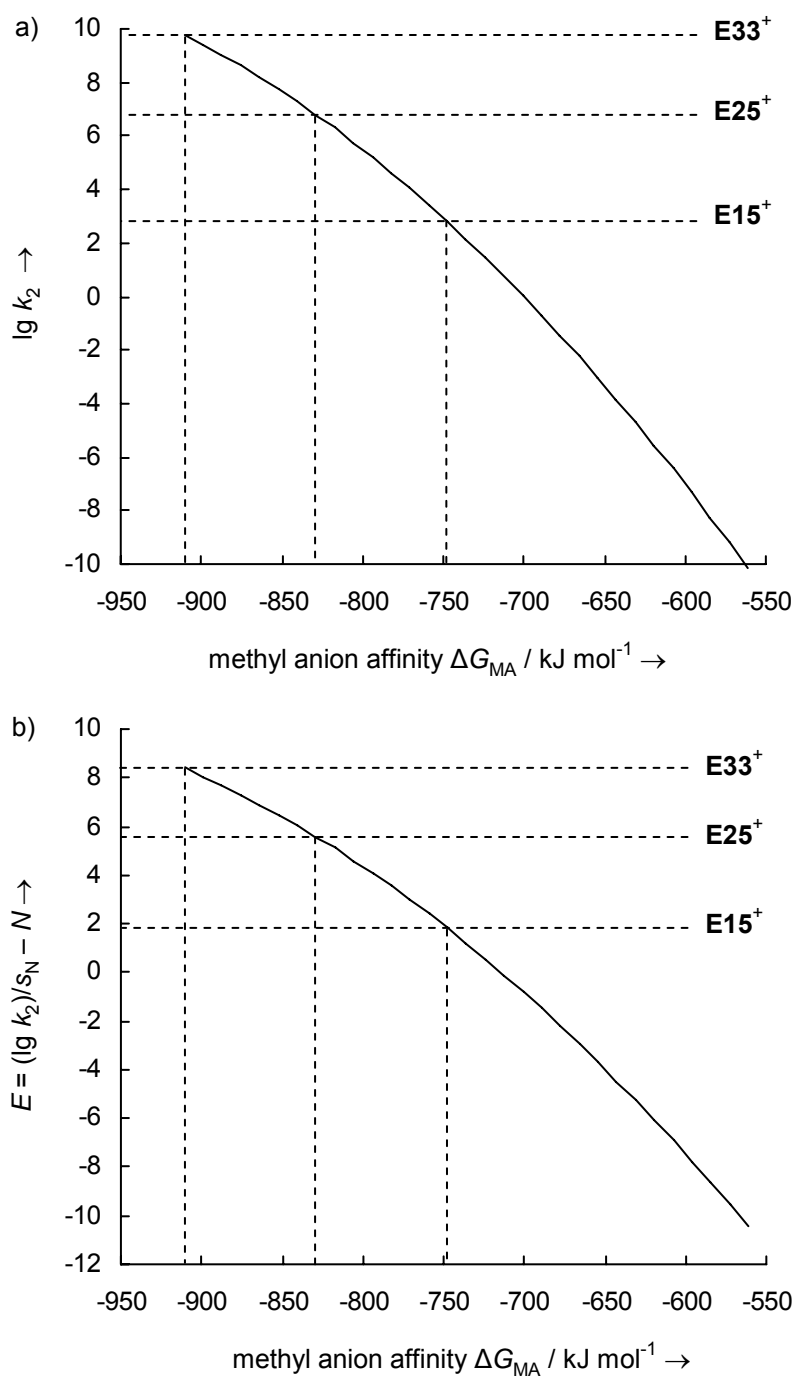 a)
10
8
6
4
2
0
-2
-4
-6
-8
-10
lg k₂ →
E33⁺
E25⁺
E15⁺
-950 -900 -850 -800 -750 -700 -650 -600 -550
methyl anion affinity ΔG_MA / kJ mol⁻¹ →
b)
10
8
6
4
2
0
-2
-4
-6
-8
-10
-12
E = (lg k₂)/s_N – N →
E33⁺
E25⁺
E15⁺
-950 -900 -850 -800 -750 -700 -650 -600 -550
methyl anion affinity ΔG_MA / kJ mol⁻¹ →